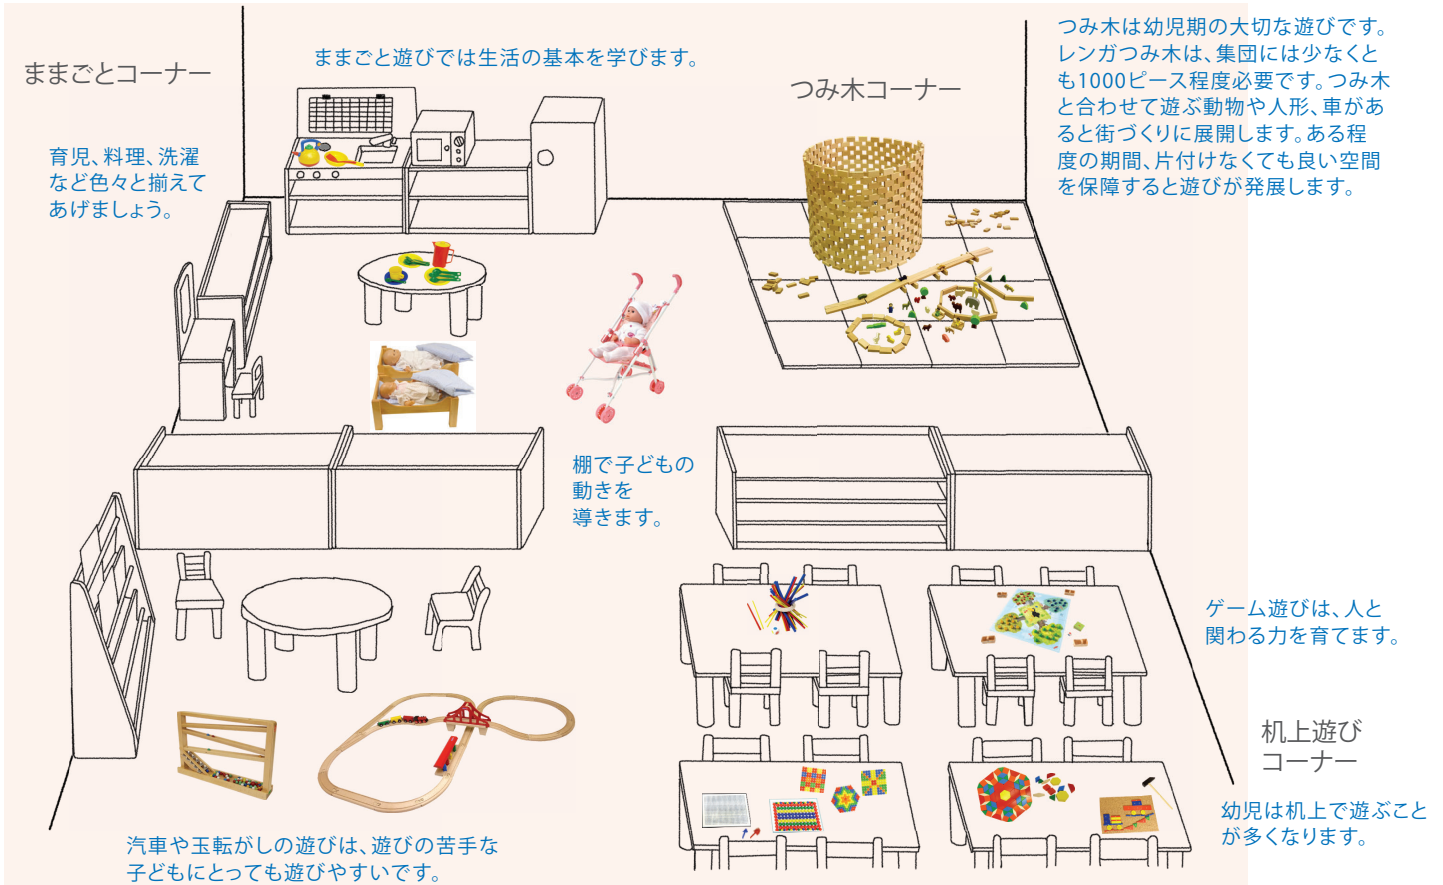 ままごとコーナー
ままごと遊びでは生活の基本を学びます。
育児、料理、洗濯
など色々と揃えて
あげましょう。
つみ木コーナー
つみ木は幼児期の大切な遊びです。
レンガつみ木は、集団には少なくと
も1000ピース程度必要です。つみ木
と合わせて遊ぶ動物や人形、車があ
ると街づくりに展開します。ある程
度の期間、片付けなくても良い空間
を保障すると遊びが発展します。
棚で子どもの
動きを
導きます。
ゲーム遊びは、人と
関わる力を育てます。
机上遊び
コーナー
幼児は机上で遊ぶこと
が多くなります。
汽車や玉転がしの遊びは、遊びの苦手な
子どもにとっても遊びやすいです。